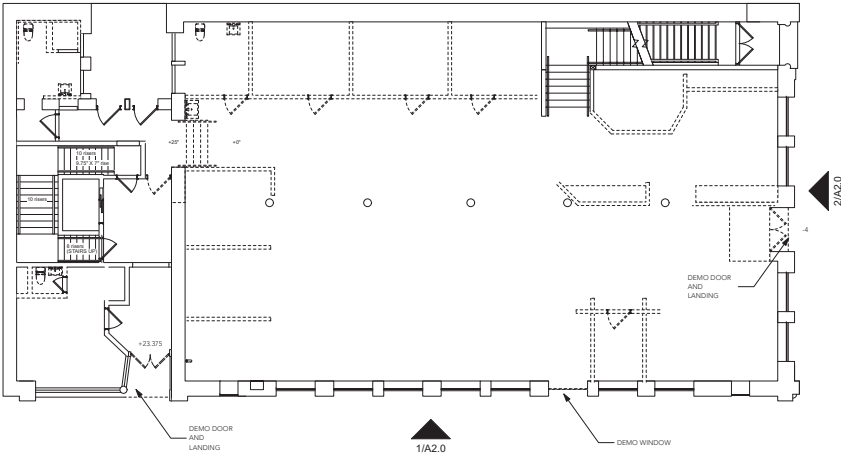 +25"
+0"
10 risers
9.75" X 7" rise
10 risers
8 risers
(STAIRS UP)
2/A2.0
-4
DEMO DOOR
AND
LANDING
+23.375
DEMO DOOR
AND
LANDING
1/A2.0
DEMO WINDOW